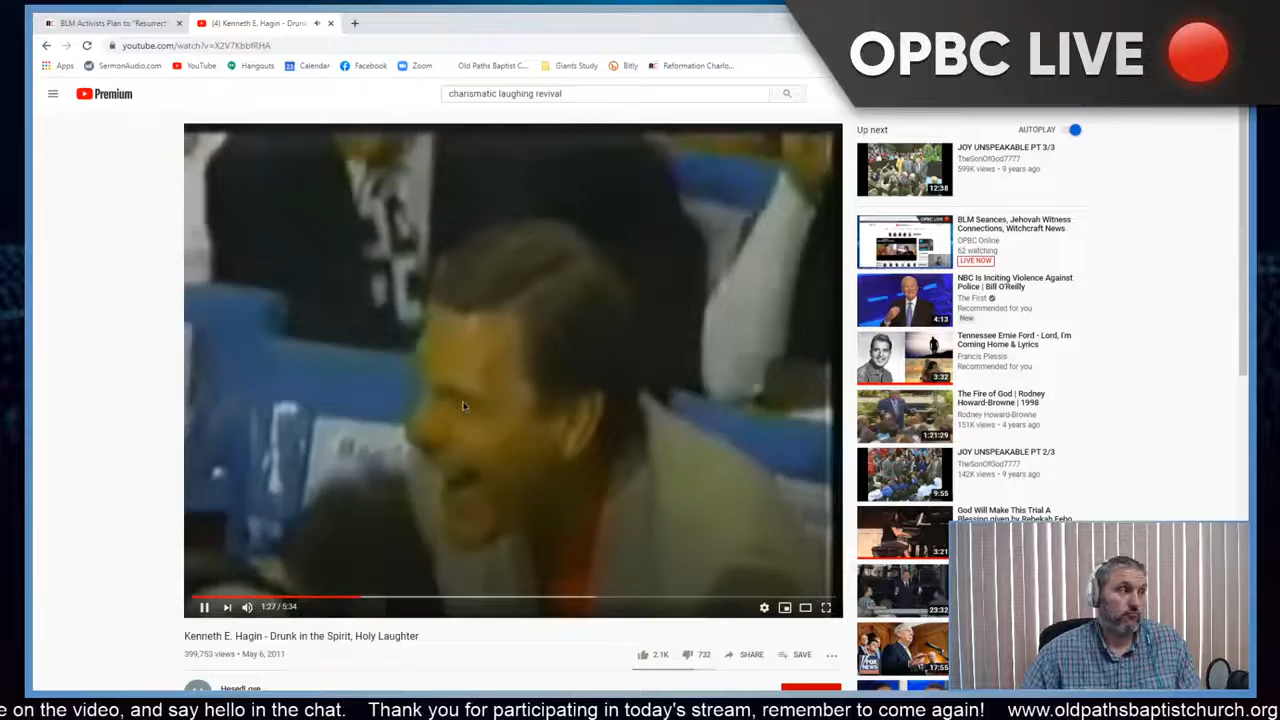 BLM Activists Plan to "Resurrect
(4) Kenneth E. Hagin - Drun
OPBC LIVE
youtube.com/watch?v=X2V7KbbfRHA
Apps
SermonAudio.com
YouTube
Hangouts
Calendar
Facebook
Zoom
Old Paths Baptist C...
Giants Study
Bitly
Reformation Charlo...
Premium
charismatic laughing revival
Up next
AUTOPLAY
JOY UNSPEAKABLE PT 3/3
TheSonOfGod7777
599K views • 9 years ago
12:38
BLM Seances, Jehovah Witness
Connections, Witchcraft News
OPBC Online
62 watching
LIVE NOW
NBC Is Inciting Violence Against
Police | Bill O'Reilly
The First
Recommended for you
New
4:13
Tennessee Ernie Ford - Lord, I'm
Coming Home & Lyrics
Francis Plessis
Recommended for you
3:32
The Fire of God | Rodney
Howard-Browne | 1998
Rodney Howard-Browne
151K views • 4 years ago
1:21:29
JOY UNSPEAKABLE PT 2/3
TheSonOfGod7777
142K views • 9 years ago
9:55
God Will Make This Trial A
Blessing given by Rebekah
3:21
23:32
FOX
NEWS
17:55
1:27 / 5:34
Kenneth E. Hagin - Drunk in the Spirit, Holy Laughter
399,753 views • May 6, 2011
2.1K
732
SHARE
SAVE
e on the video, and say hello in the chat. Thank you for participating in today's stream, remember to come again! www.oldpathsbaptistchurch.org